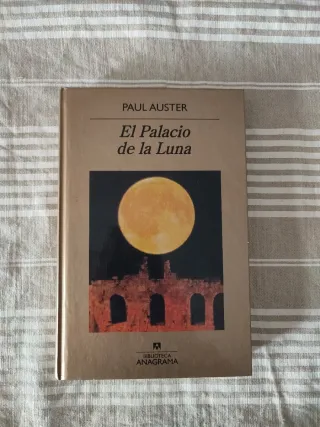 PAUL AUSTER
El Palacio
de la Luna
BIBLIOTECA
ANAGRAMA